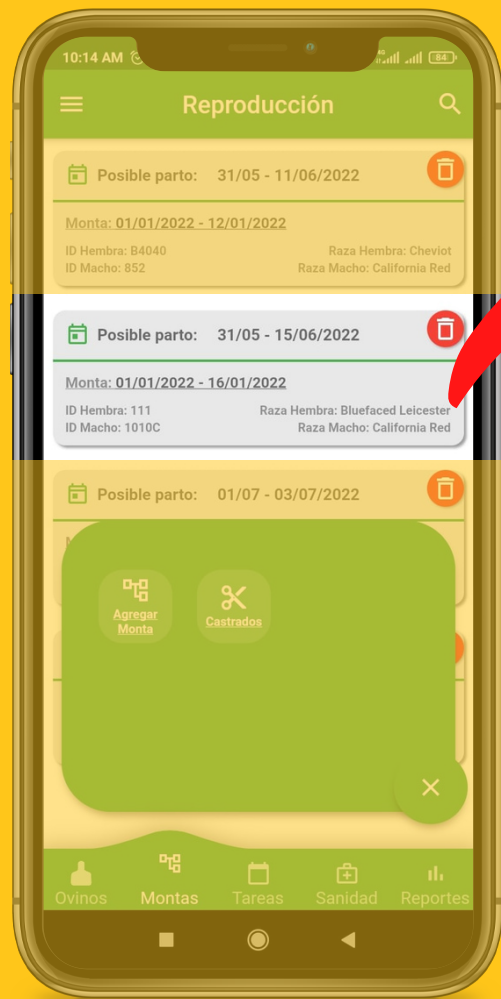 10:14 AM
84
Reproducción
Posible parto: 31/05 - 11/06/2022
Monta: 01/01/2022 - 12/01/2022
ID Hembra: B4040 Raza Hembra: Cheviot
ID Macho: 852 Raza Macho: California Red
Posible parto: 31/05 - 15/06/2022
Monta: 01/01/2022 - 16/01/2022
ID Hembra: 111 Raza Hembra: Bluefaced Leicester
ID Macho: 1010C Raza Macho: California Red
Posible parto: 01/07 - 03/07/2022
Agregar
Monta
Castrados
Ovinos Montas Tareas Sanidad Reportes